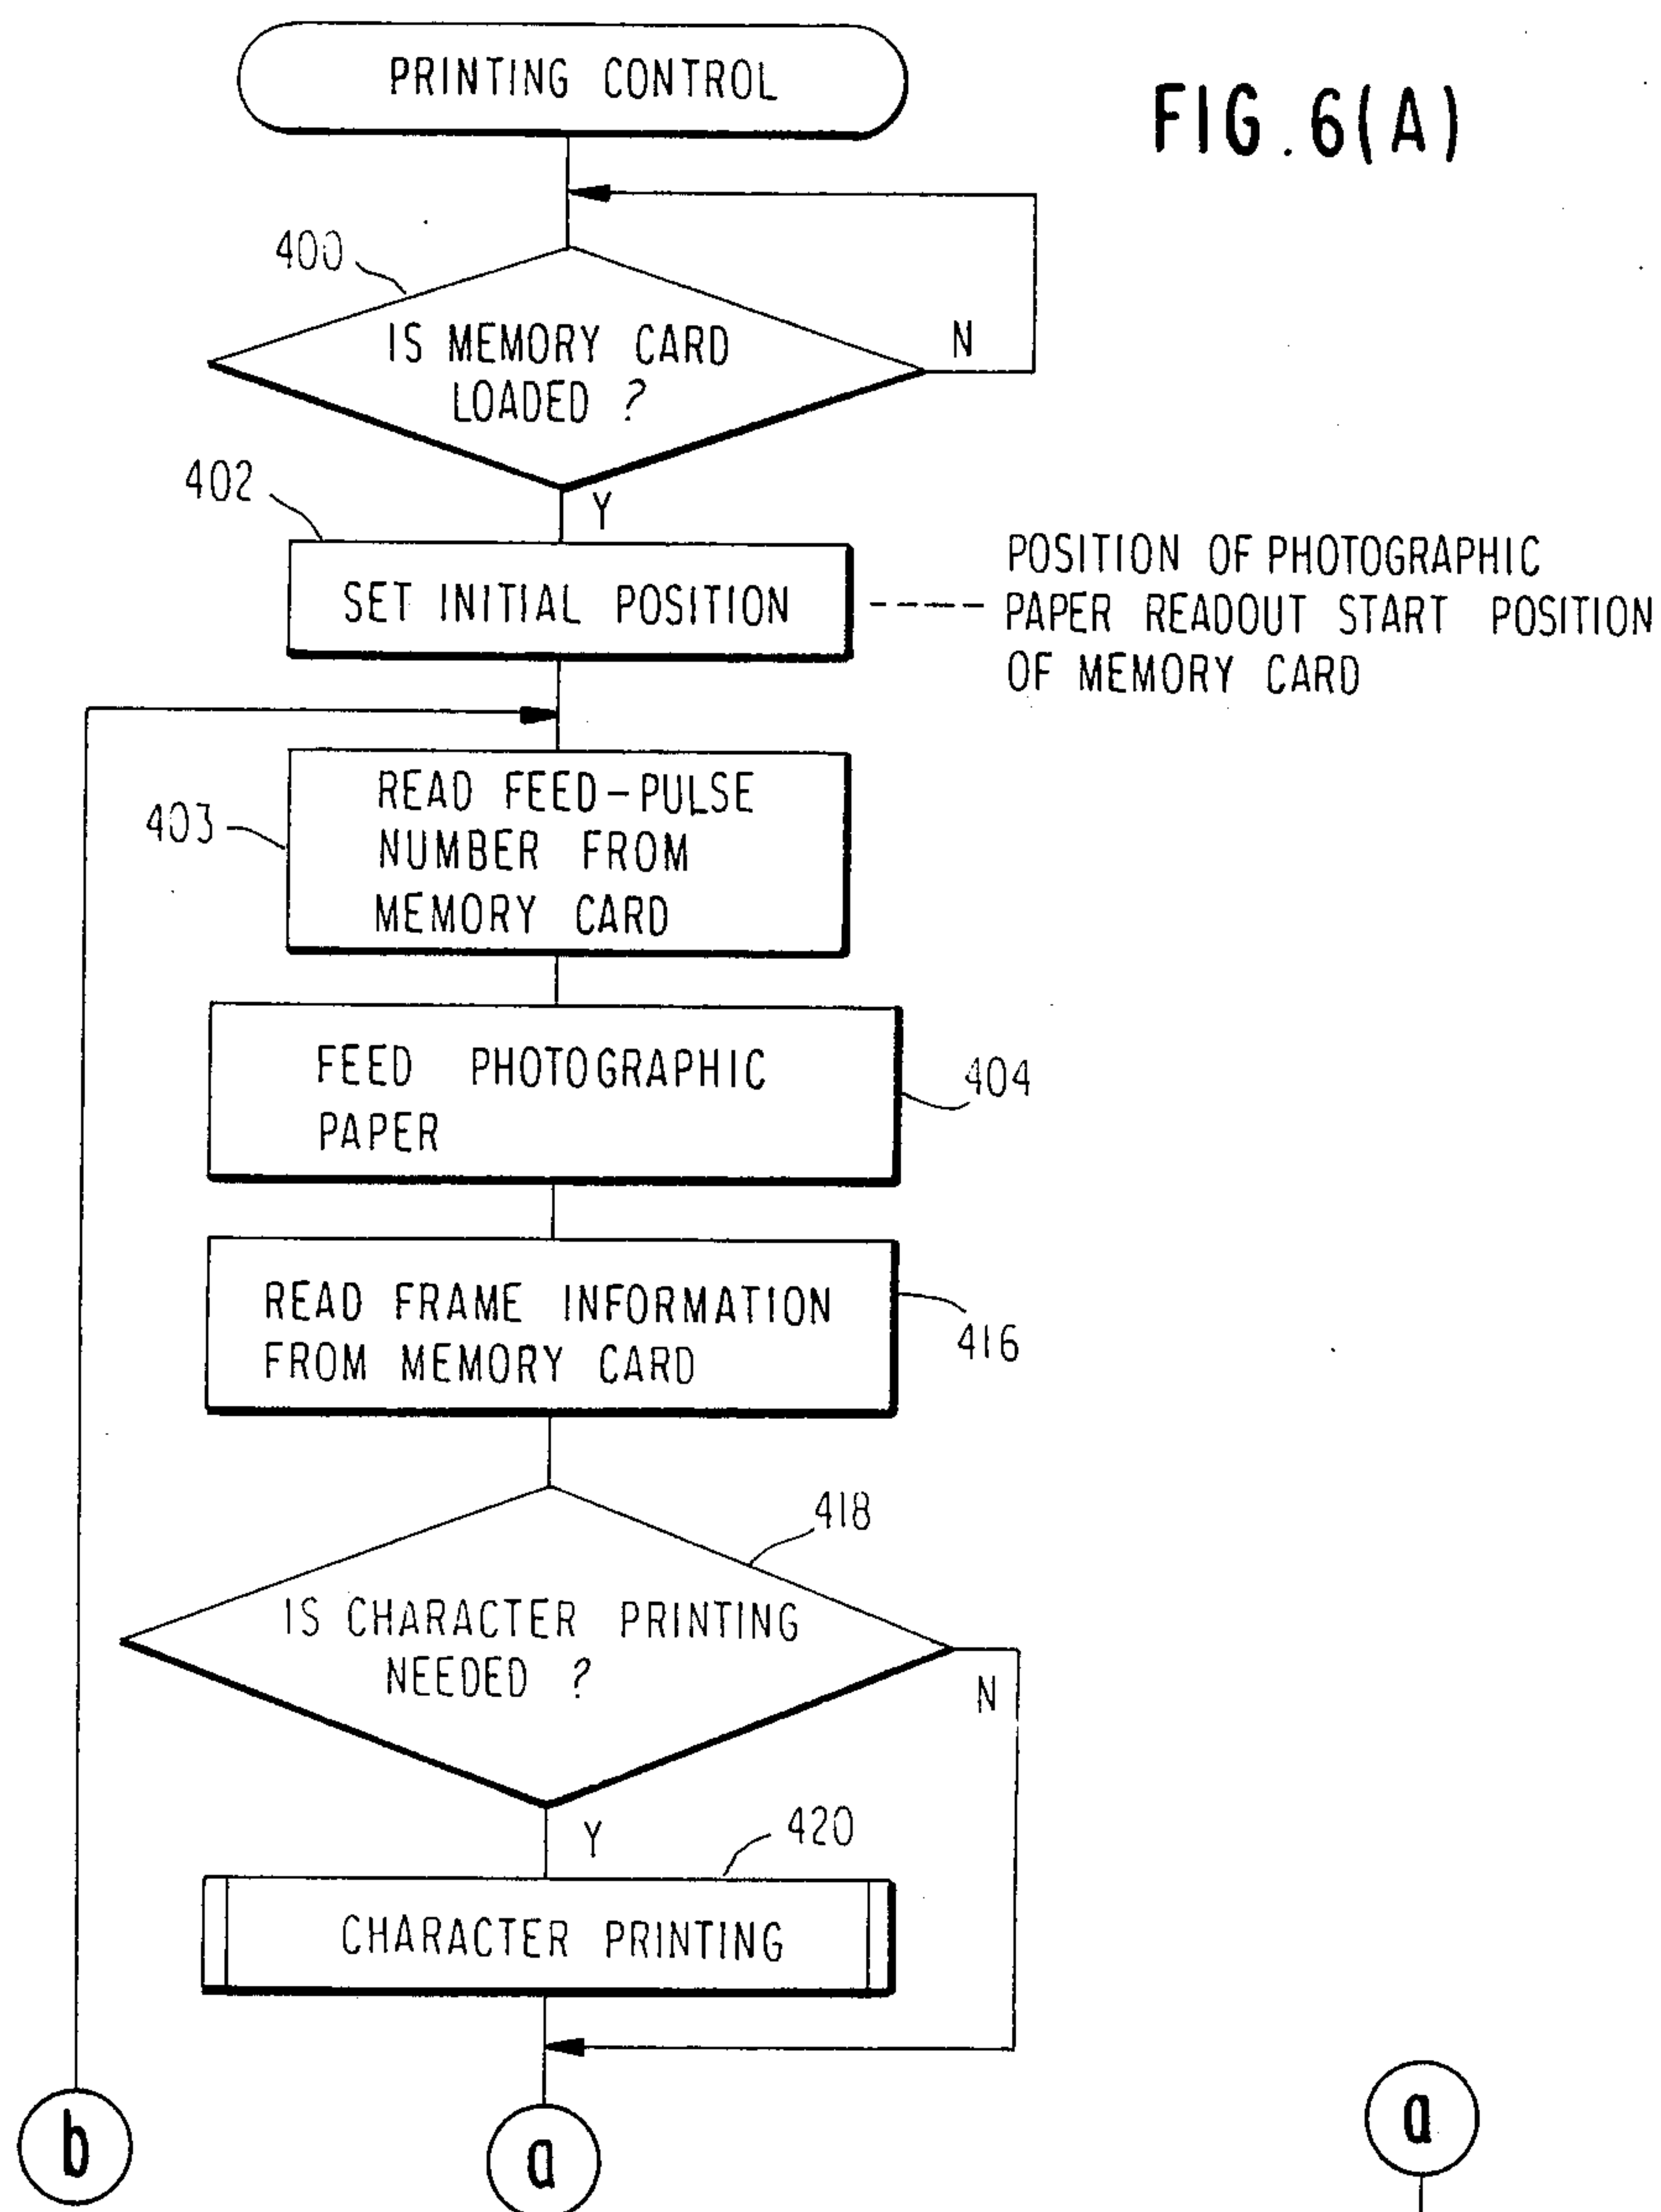 PRINTING CONTROL
FIG. 6(A)
400
IS MEMORY CARD
LOADED ?
N
402
Y
SET INITIAL POSITION
POSITION OF PHOTOGRAPHIC
PAPER READOUT START POSITION
OF MEMORY CARD
403
READ FEED-PULSE
NUMBER FROM
MEMORY CARD
FEED PHOTOGRAPHIC
PAPER
404
READ FRAME INFORMATION
FROM MEMORY CARD
416
418
IS CHARACTER PRINTING
NEEDED ?
N
Y
420
CHARACTER PRINTING
b
a
a